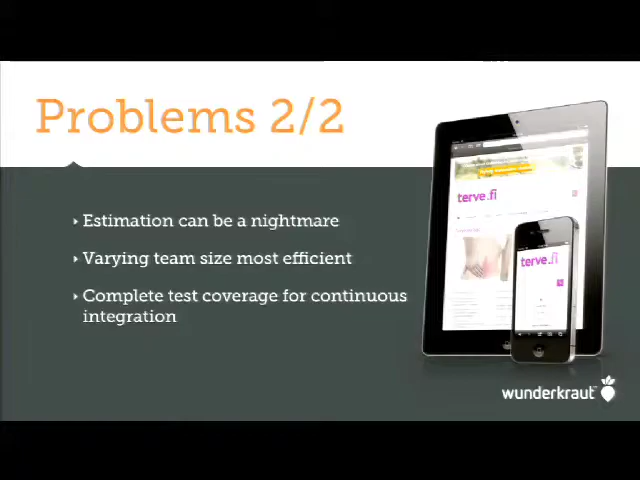 Problems 2/2
Estimation can be a nightmare
Varying team size most efficient
Complete test coverage for continuous
integration
terve.fi
terve.fi
wunderkraut